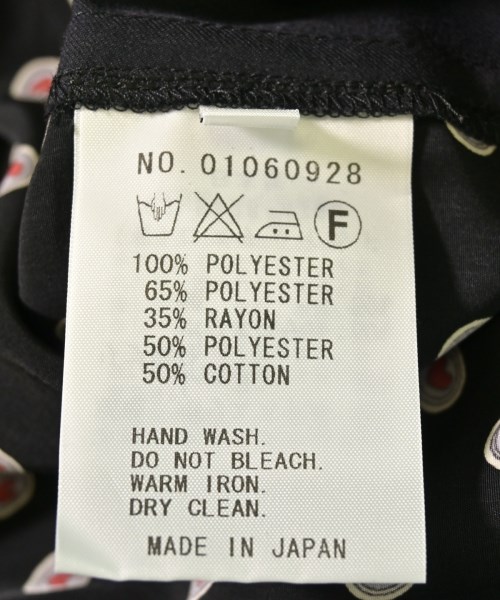 NO. 01060928
F
100% POLYESTER
65% POLYESTER
35% RAYON
50% POLYESTER
50% COTTON
HAND WASH.
DO NOT BLEACH.
WARM IRON.
DRY CLEAN.
MADE IN JAPAN